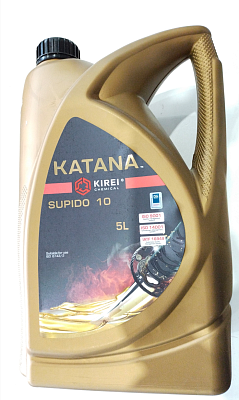 KATANA
KIREI
CHEMICAL
SUPIDO 10
5L
ISO 9001
ISO 14001